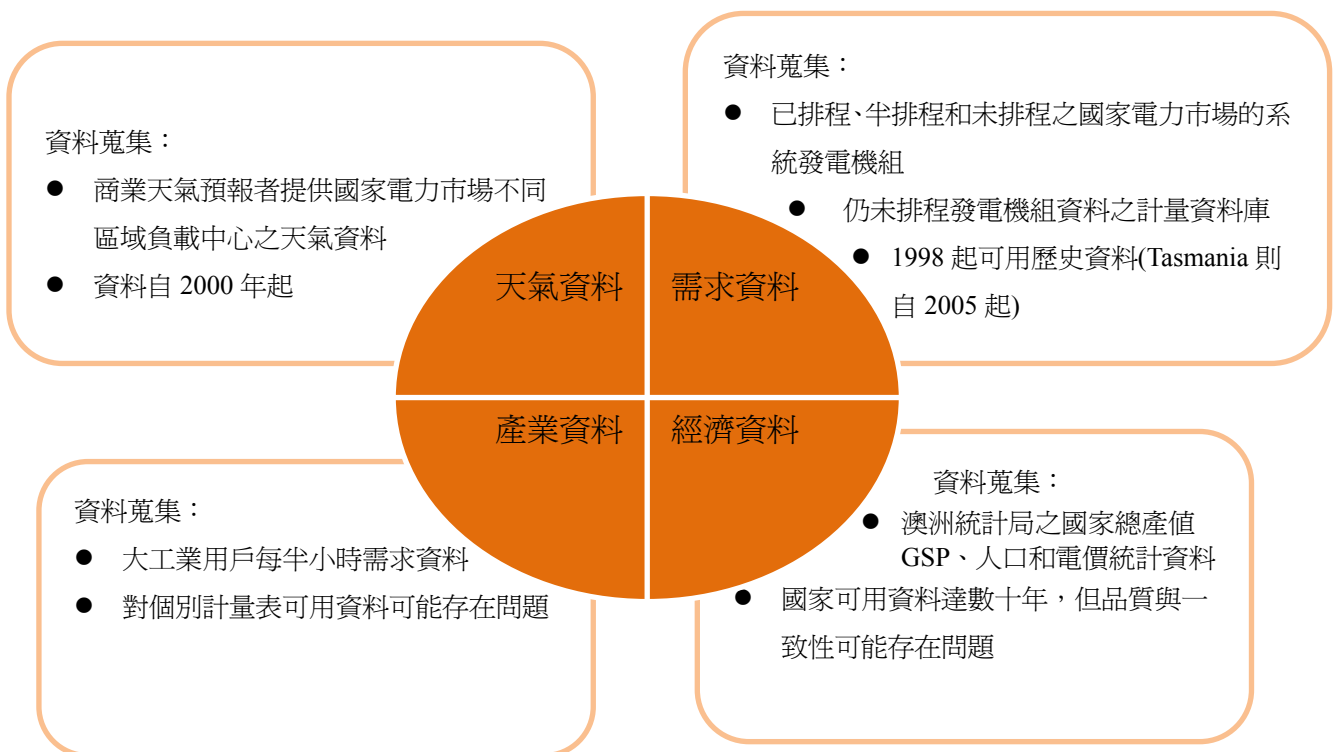 資料蒐集：
● 商業天氣預報者提供國家電力市場不同
區域負載中心之天氣資料
● 資料自 2000 年起
資料蒐集：
● 已排程、半排程和未排程之國家電力市場的系
統發電機組
● 仍未排程發電機組資料之計量資料庫
● 1998 起可用歷史資料(Tasmania 則
自 2005 起)
天氣資料
需求資料
產業資料
經濟資料
資料蒐集：
● 大工業用戶每半小時需求資料
● 對個別計量表可用資料可能存在問題
資料蒐集：
● 澳洲統計局之國家總產值
GSP、人口和電價統計資料
● 國家可用資料達數十年，但品質與一
致性可能存在問題